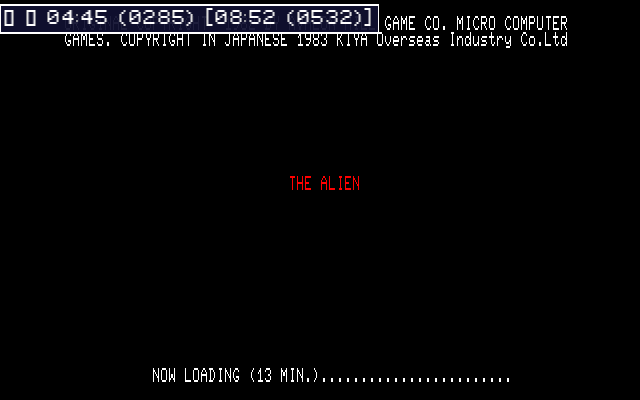 04:45 (0285) [08:52 (0532)]
GAME CO. MICRO COMPUTER
GAMES. COPYRIGHT IN JAPANESE 1983 KIYA Overseas Industry Co.Ltd
THE ALIEN
NOW LOADING (13 MIN.)........................